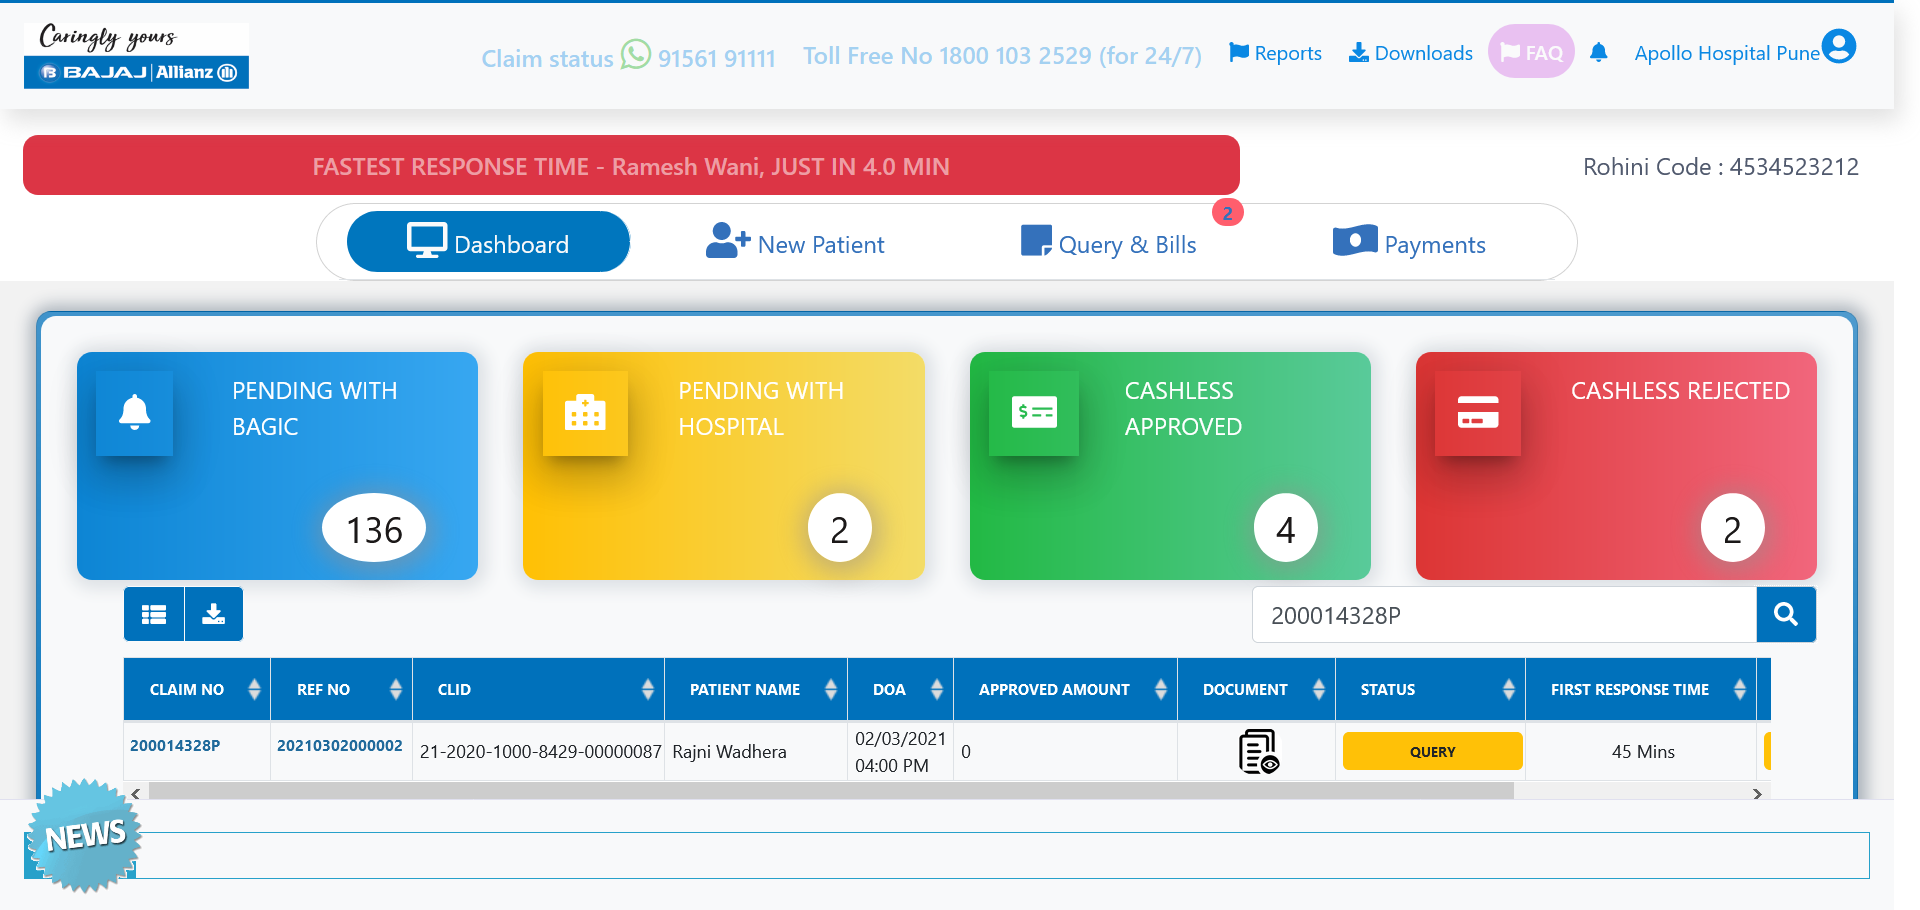 Caringly yours
BAJAJ | Allianz
Claim status 91561 91111
Toll Free No 1800 103 2529 (for 24/7)
Reports
Downloads
FAQ
Apollo Hospital Pune
FASTEST RESPONSE TIME - Ramesh Wani, JUST IN 4.0 MIN
Rohini Code : 4534523212
Dashboard
New Patient
Query & Bills
2
Payments
PENDING WITH
BAGIC
136
PENDING WITH
HOSPITAL
2
CASHLESS
APPROVED
4
CASHLESS REJECTED
2
200014328P
CLAIM NO REF NO CLID PATIENT NAME DOA APPROVED AMOUNT DOCUMENT STATUS FIRST RESPONSE TIME
200014328P 20210302000002 21-2020-1000-8429-00000087 Rajni Wadhera 02/03/2021 04:00 PM 0 QUERY 45 Mins
NEWS